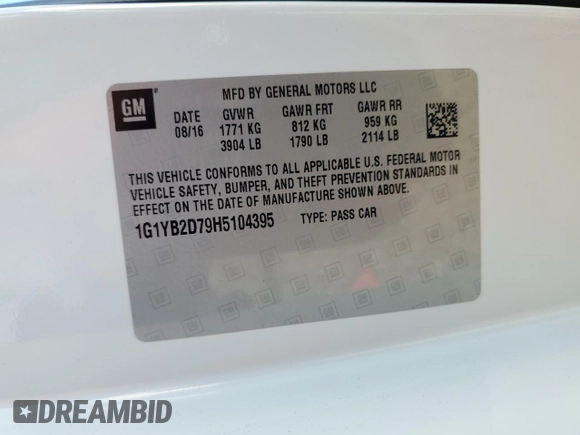 GM
MFD BY GENERAL MOTORS LLC
DATE GVWR GAWR FRT GAWR RR
08/16 1771 KG 812 KG 959 KG
3904 LB 1790 LB 2114 LB
THIS VEHICLE CONFORMS TO ALL APPLICABLE U.S. FEDERAL MOTOR
VEHICLE SAFETY, BUMPER, AND THEFT PREVENTION STANDARDS IN
EFFECT ON THE DATE OF MANUFACTURE SHOWN ABOVE.
1G1YB2D79H5104395 TYPE: PASS CAR
DREAMBID